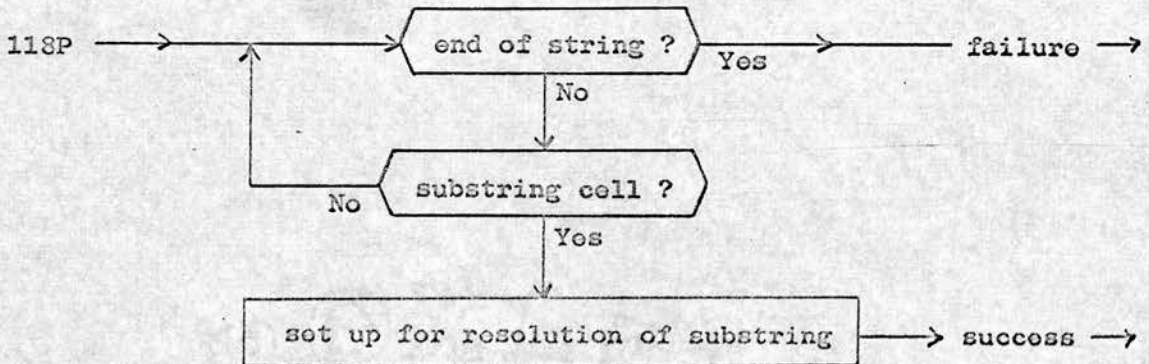 118P end of string ? Yes failure
No
substring cell ?
No
Yes
set up for resolution of substring success